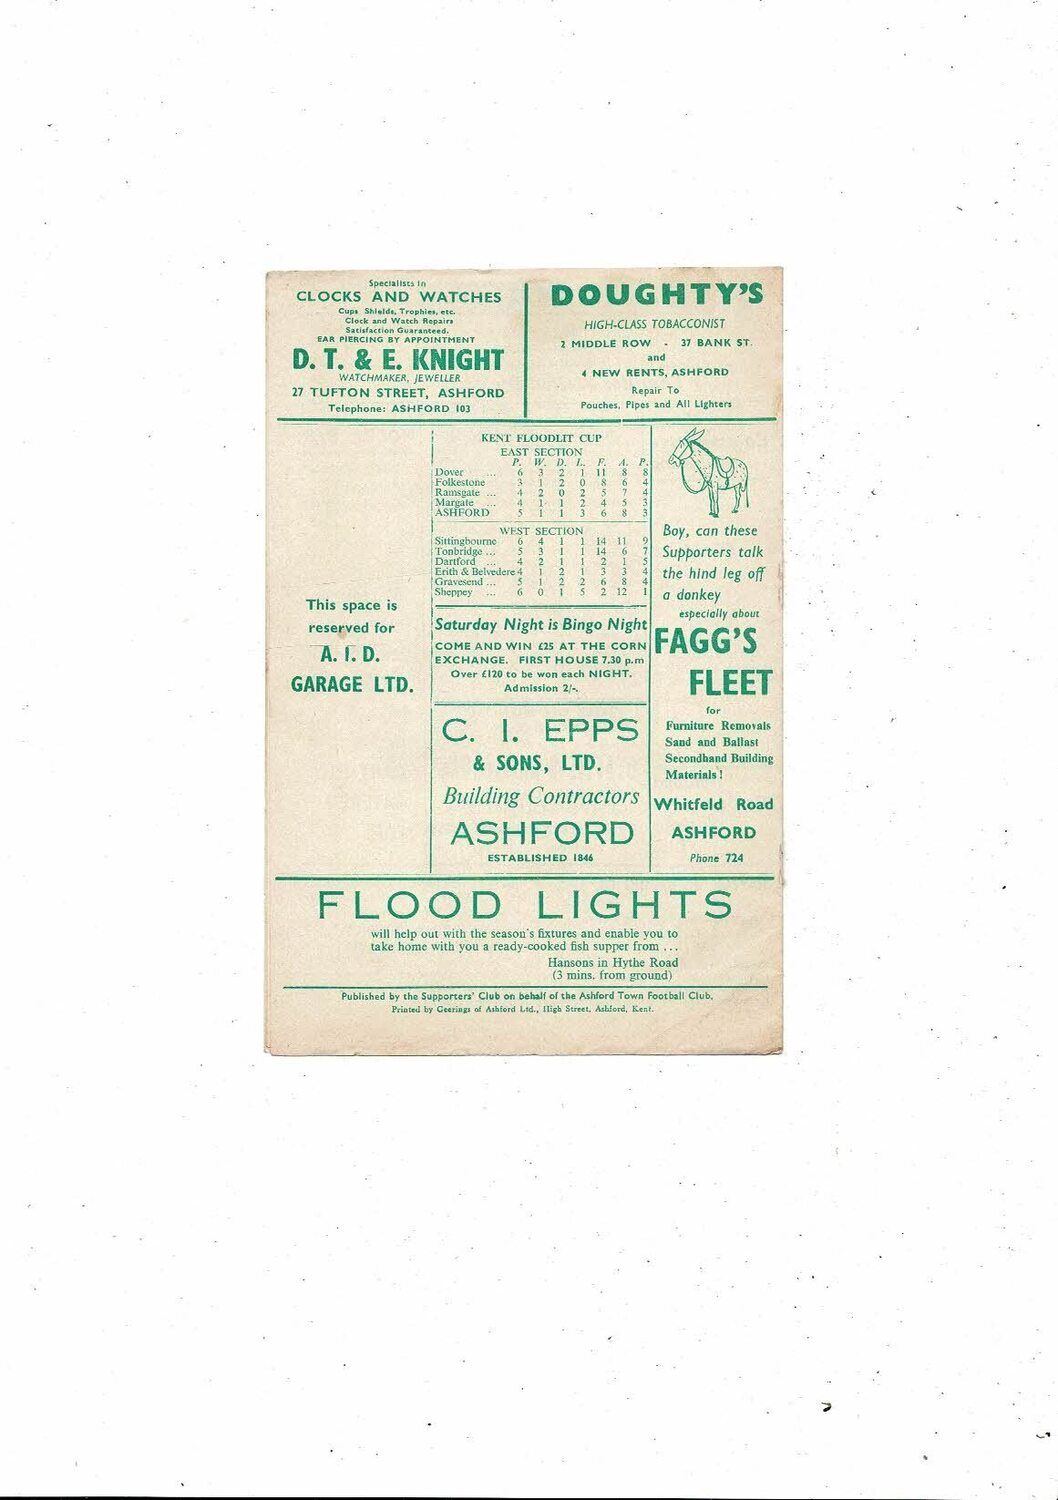 Specialists in
CLOCKS AND WATCHES
Cups Shields, Trophies, etc.
Clock and Watch Repairs
Satisfaction Guaranteed.
EAR PIERCING BY APPOINTMENT
D. T. & E. KNIGHT
WATCHMAKER, JEWELLER
27 TUFTON STREET, ASHFORD
Telephone: ASHFORD 103
DOUGHTY'S
HIGH-CLASS TOBACCONIST
2 MIDDLE ROW - 37 BANK ST.
and
4 NEW RENTS, ASHFORD
Repair To
Pouches, Pipes and All Lighters
This space is
reserved for
A. I. D.
GARAGE LTD.
KENT FLOODLIT CUP
EAST SECTION
P. W. D. L. F. A. P.
Dover ... 6 3 2 1 11 8 8
Folkestone 3 1 2 0 8 6 4
Ramsgate ... 4 2 0 2 5 7 4
Margate ... 4 1 1 2 4 5 3
ASHFORD 5 1 1 3 6 8 3
WEST SECTION
Sittingbourne 6 4 1 1 14 11 9
Tonbridge ... 5 3 1 1 14 6 7
Dartford ... 4 2 1 1 2 1 5
Erith & Belvedere 4 1 2 1 3 3 4
Gravesend ... 5 1 2 2 6 8 4
Sheppey ... 6 0 1 5 2 12 1
Saturday Night is Bingo Night
COME AND WIN £25 AT THE CORN
EXCHANGE. FIRST HOUSE 7.30 p.m
Over £120 to be won each NIGHT.
Admission 2/-.
C. I. EPPS
& SONS, LTD.
Building Contractors
ASHFORD
ESTABLISHED 1846
Boy, can these
Supporters talk
the hind leg off
a donkey
especially about
FAGG'S
FLEET
for
Furniture Removals
Sand and Ballast
Secondhand Building
Materials !
Whitfeld Road
ASHFORD
Phone 724
FLOOD LIGHTS
will help out with the season's fixtures and enable you to
take home with you a ready-cooked fish supper from ...
Hansons in Hythe Road
(3 mins. from ground)
Published by the Supporters' Club on behalf of the Ashford Town Football Club.
Printed by Geerings of Ashford Ltd., High Street, Ashford, Kent.